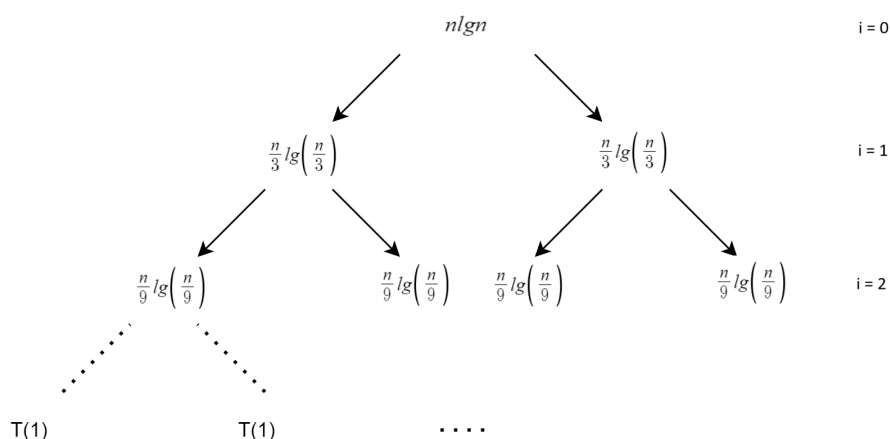 nlgn i = 0
n/3 lg(n/3) n/3 lg(n/3) i = 1
n/9 lg(n/9) n/9 lg(n/9) n/9 lg(n/9) n/9 lg(n/9) i = 2
T(1) T(1) ....